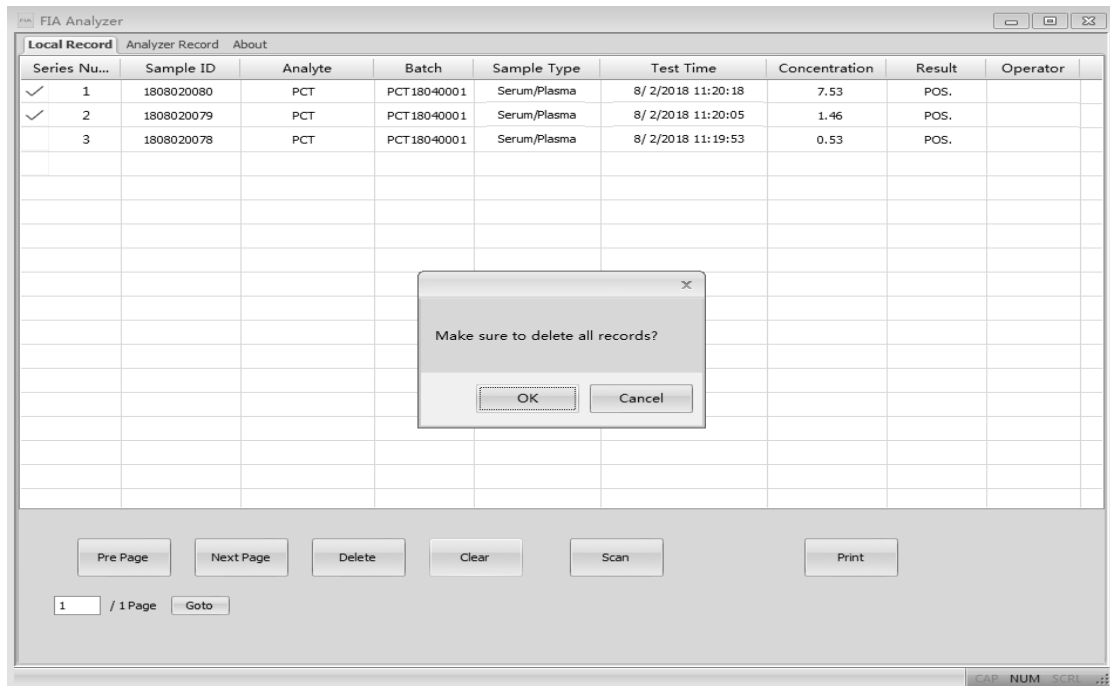 FIA FIA Analyzer
Local Record Analyzer Record About
Series Nu... Sample ID Analyte Batch Sample Type Test Time Concentration Result Operator
1 1808020080 PCT PCT18040001 Serum/Plasma 8/ 2/2018 11:20:18 7.53 POS.
2 1808020079 PCT PCT18040001 Serum/Plasma 8/ 2/2018 11:20:05 1.46 POS.
3 1808020078 PCT PCT18040001 Serum/Plasma 8/ 2/2018 11:19:53 0.53 POS.
Make sure to delete all records?
OK Cancel
Pre Page Next Page Delete Clear Scan Print
1 / 1 Page Goto
CAP NUM SCRL